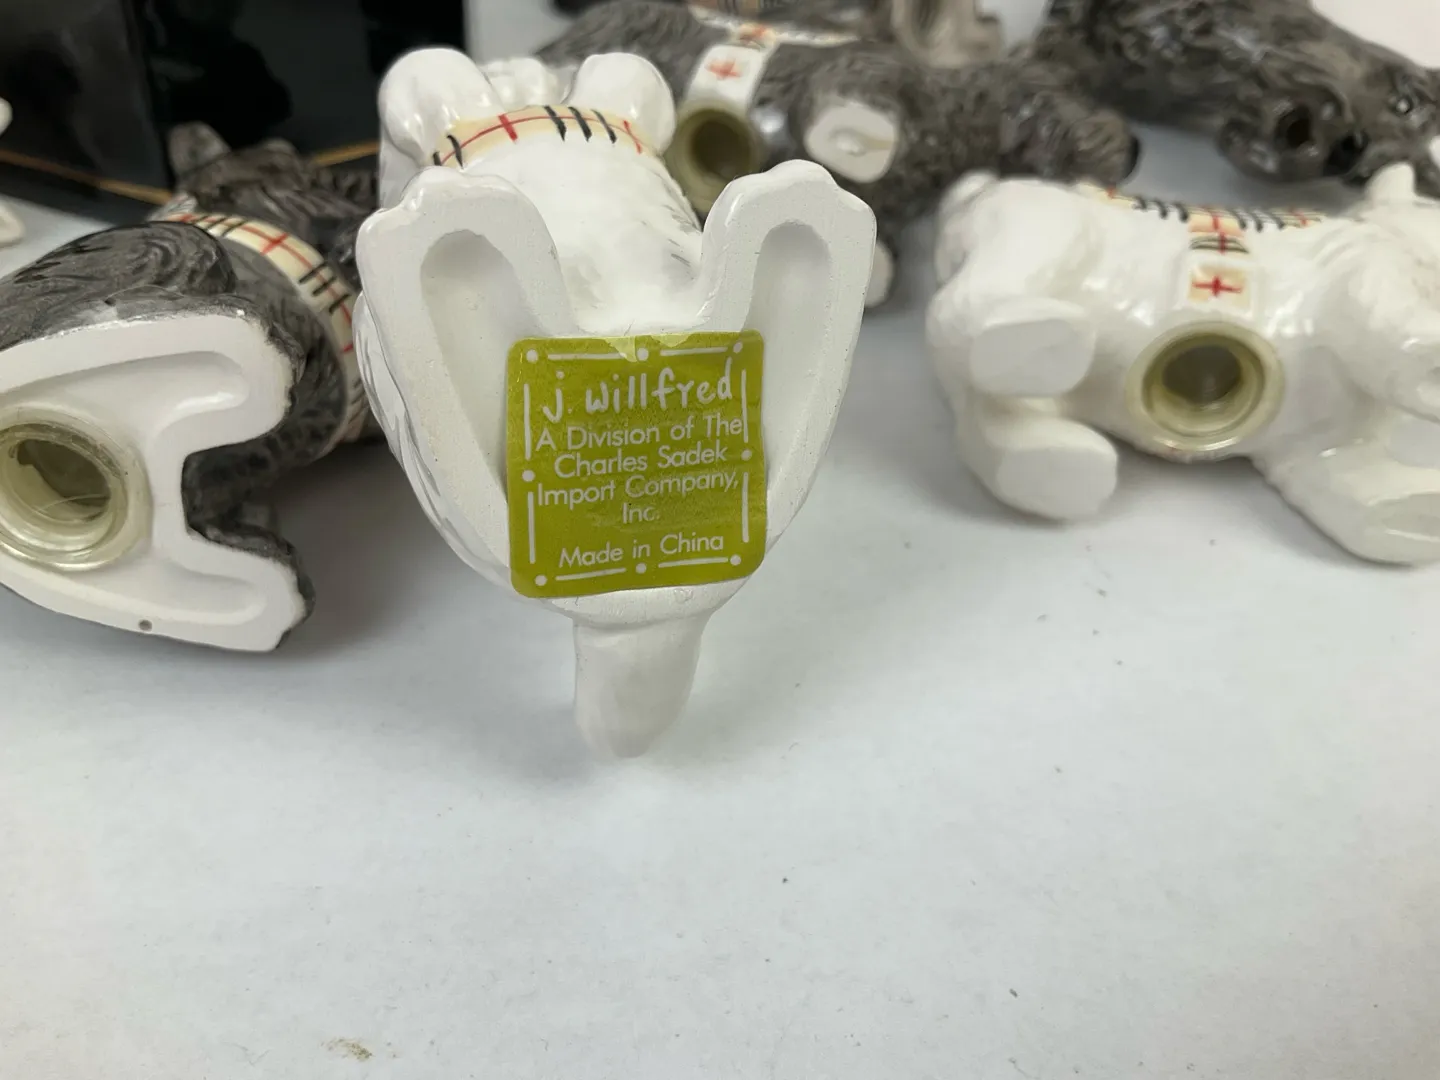 j. willfred
A Division of The
Charles Sadek
Import Company,
Inc.
Made in China